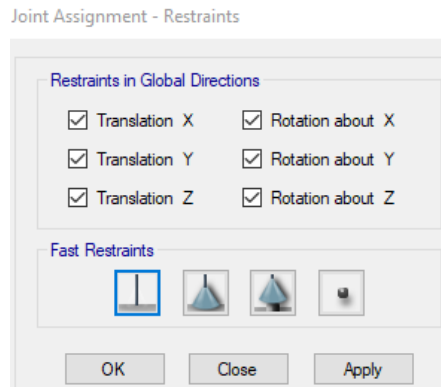 Joint Assignment - Restraints
Restraints in Global Directions
Translation X
Rotation about X
Translation Y
Rotation about Y
Translation Z
Rotation about Z
Fast Restraints
OK
Close
Apply